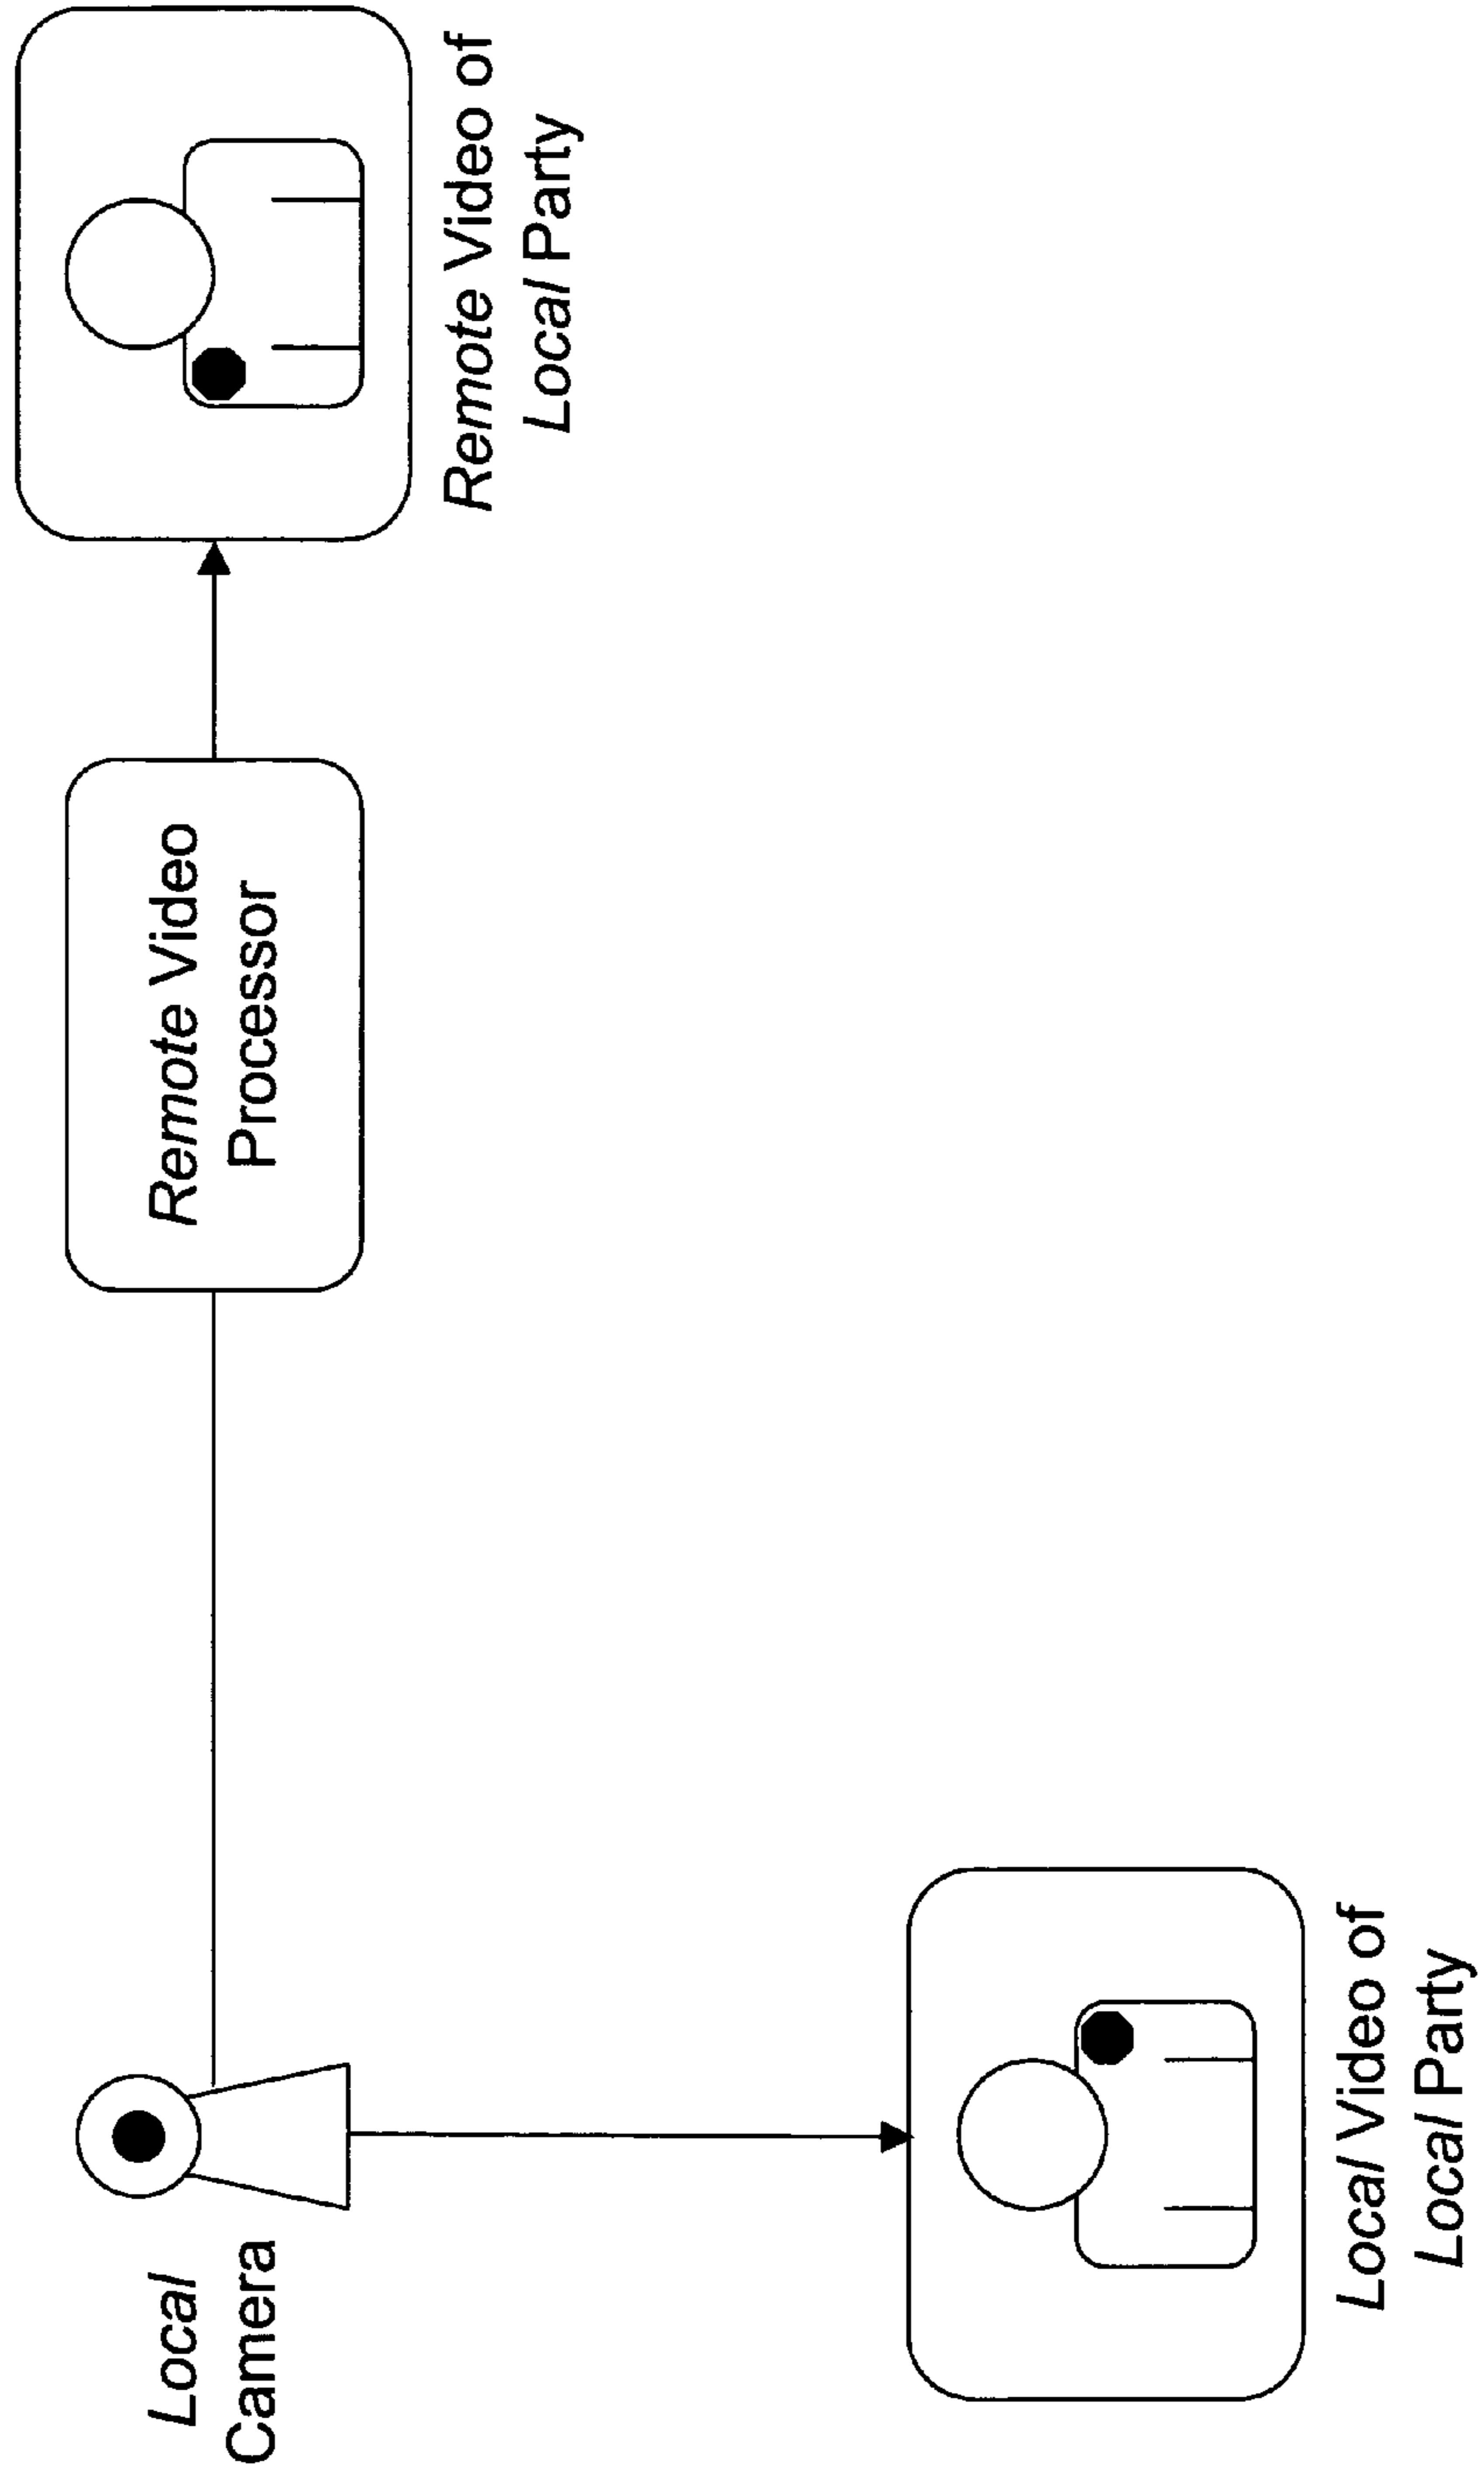 Local
Camera
Remote Video
Processor
Remote Video of
Local Party
Local Video of
Local Party